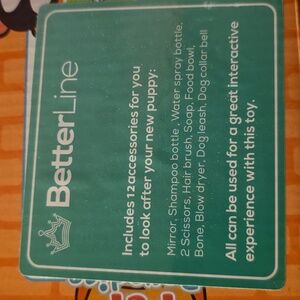 BetterLine
Includes 12 accessories for you
to look after your new puppy:
Mirror, Shampoo bottle , Water spray bottle,
2 Scissors, Hair brush, Soap, Food bowl,
Bone, Blow dryer, Dog leash, Dog collar bell
All can be used for a great interactive
experience with this toy.